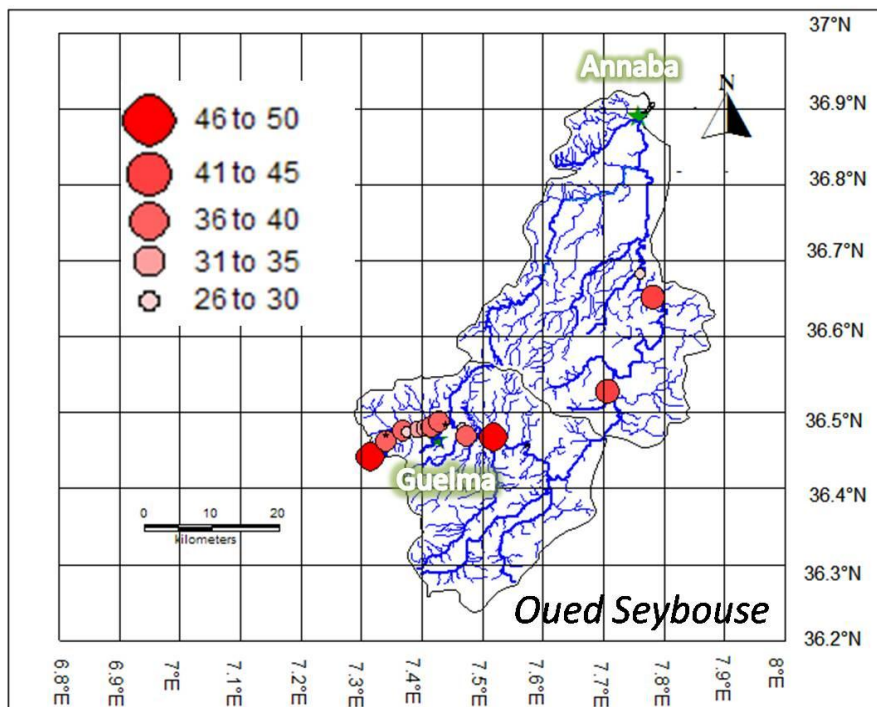 37°N
Annaba
N
46 to 50
36.9°N
41 to 45
36.8°N
36 to 40
31 to 35
36.7°N
26 to 30
36.6°N
36.5°N
Guelma
36.4°N
0 10 20
kilometers
36.3°N
Oued Seybouse
36.2°N
6.8°E 6.9°E 7°E 7.1°E 7.2°E 7.3°E 7.4°E 7.5°E 7.6°E 7.7°E 7.8°E 7.9°E 8°E